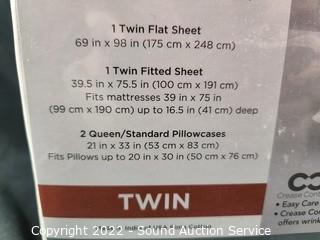 1 Twin Flat Sheet
69 in x 98 in (175 cm x 248 cm)
1 Twin Fitted Sheet
39.5 in x 75.5 in (100 cm x 191 cm)
Fits mattresses 39 in x 75 in
(99 cm x 190 cm) up to 16.5 in (41 cm) deep
2 Queen/Standard Pillowcases
21 in x 33 in (53 cm x 83 cm)
Fits Pillows up to 20 in x 30 in (50 cm x 76 cm)
TWIN
Crease Contr
• Easy Care
• Crease Con
offers wrink
Copyright 2022 - Sound Auction Service